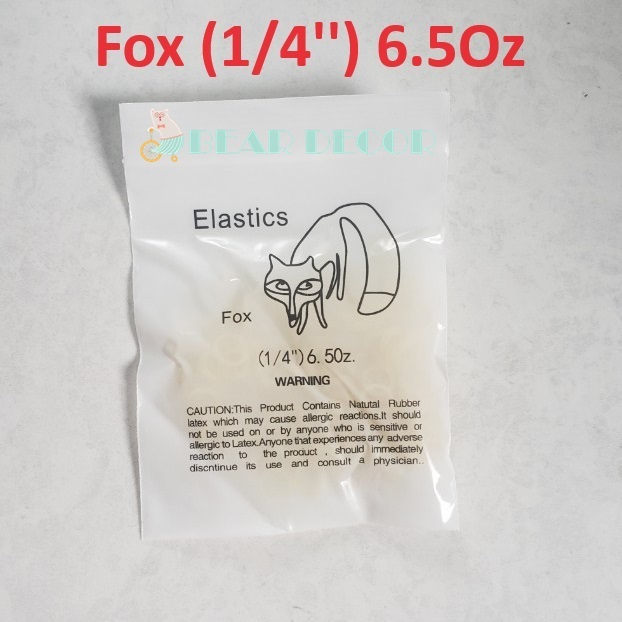 Fox (1/4'') 6.5Oz
BEAR DECOR
Elastics
Fox
(1/4")6.5Oz.
WARNING
CAUTION:This Product Contains Natutal Rubber
latex which may cause allergic reactions.It should
not be used on or by anyone who is sensitive or
allergic to Latex.Anyone that experiences any adverse
reaction to the product , should immediately
discntinue its use and consult a physician..